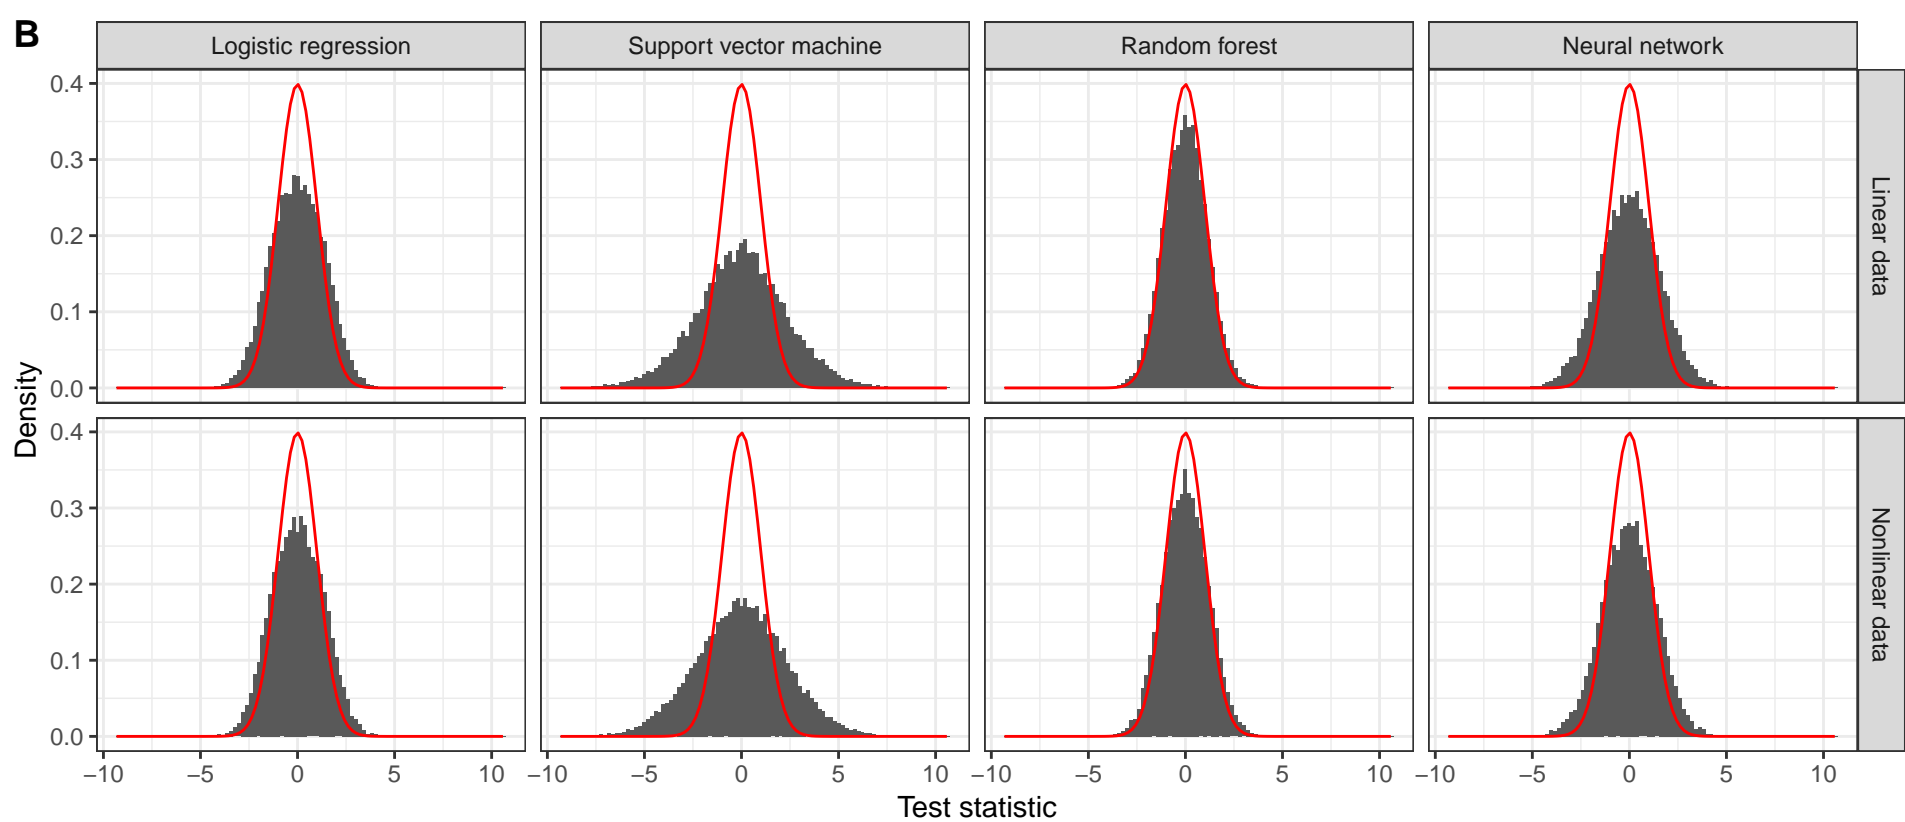 B
Logistic regression Support vector machine Random forest Neural network
0.4
0.3
0.2
0.1
0.0
Linear data
Density
0.4
0.3
0.2
0.1
0.0
Nonlinear data
−10 −5 0 5 10 −10 −5 0 5 10 −10 −5 0 5 10 −10 −5 0 5 10
Test statistic